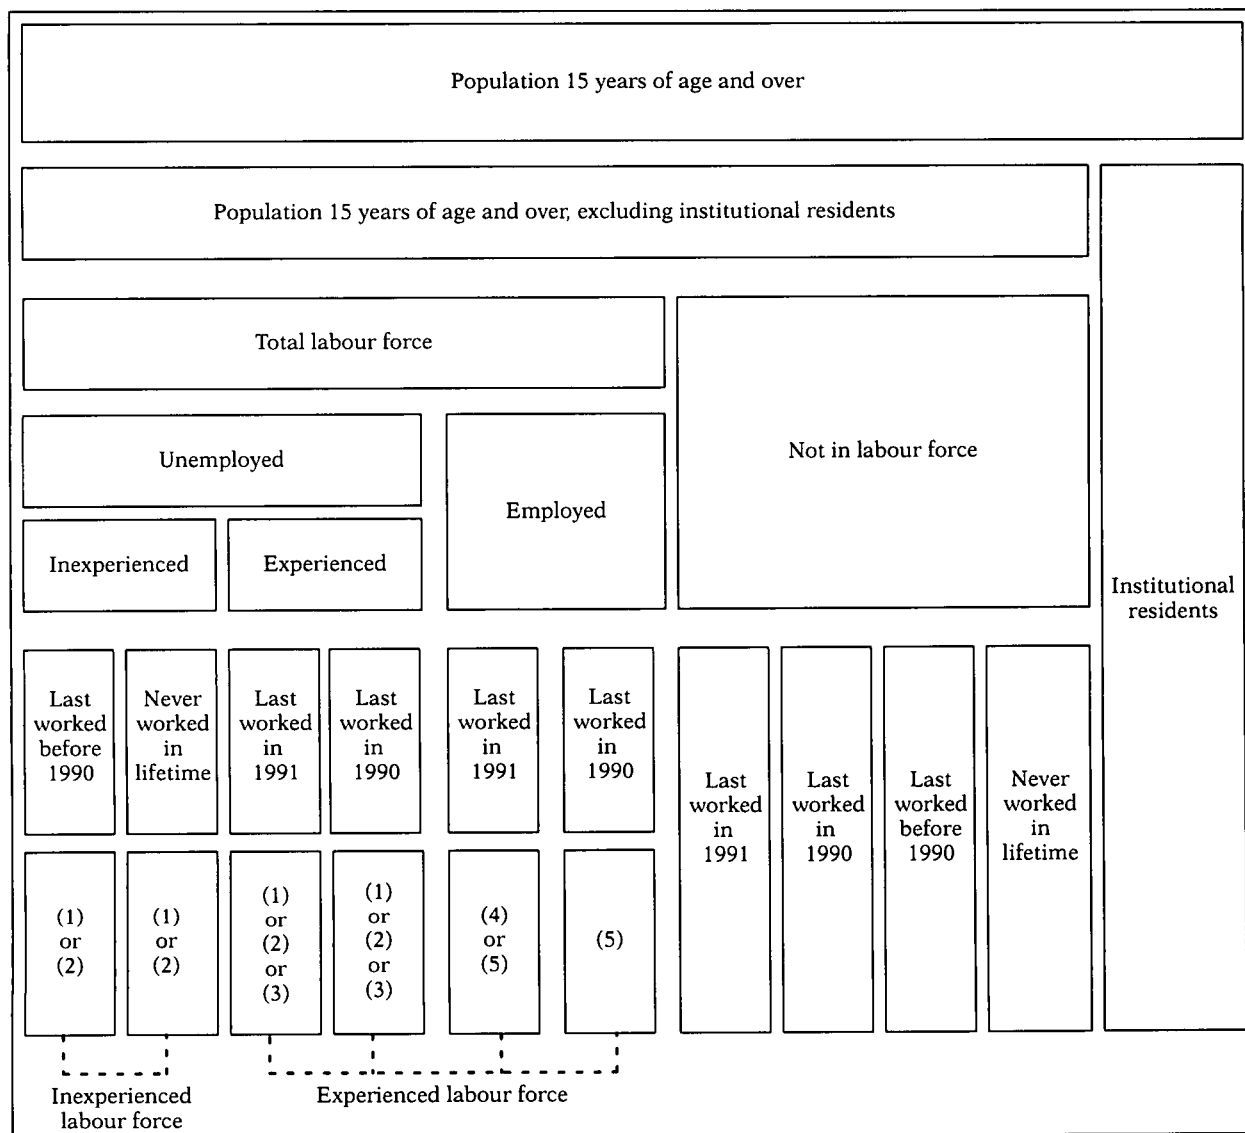 Population 15 years of age and over
Population 15 years of age and over, excluding institutional residents
Total labour force
Unemployed
Employed
Not in labour force
Inexperienced
Experienced
Institutional
residents
Last
worked
before
1990
Never
worked
in
lifetime
Last
worked
in
1991
Last
worked
in
1990
Last
worked
in
1991
Last
worked
in
1990
Last
worked
in
1991
Last
worked
in
1990
Last
worked
before
1990
Never
worked
in
lifetime
(1)
or
(2)
(1)
or
(2)
(1)
or
(2)
or
(3)
(1)
or
(2)
or
(3)
(4)
or
(5)
(5)
Inexperienced
labour force
Experienced labour force